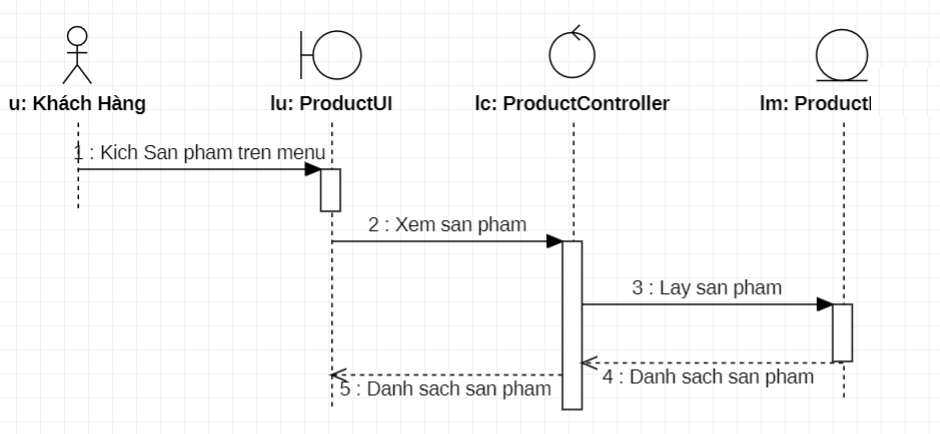 u: Khách Hàng
lu: ProductUI
lc: ProductController
lm:
1 : Kich San pham tren menu
2 : Xem san pham
3 : Lay san pham
4 : Danh sach san pham
5 : Danh sach san pham